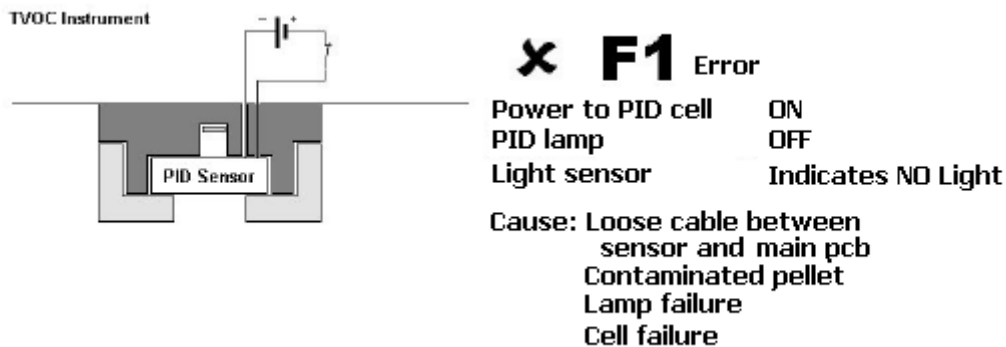 TVOC Instrument
- +
PID Sensor
✘ F1 Error
Power to PID cell ON
PID lamp OFF
Light sensor Indicates NO Light
Cause: Loose cable between
sensor and main pcb
Contaminated pellet
Lamp failure
Cell failure